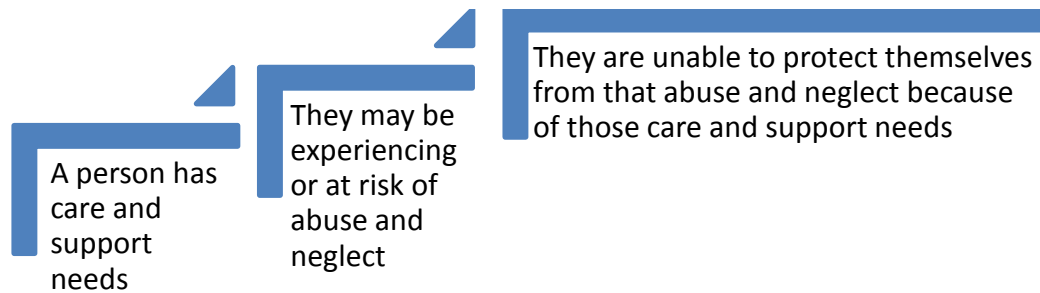 A person has
care and
support
needs
They may be
experiencing
or at risk of
abuse and
neglect
They are unable to protect themselves
from that abuse and neglect because
of those care and support needs